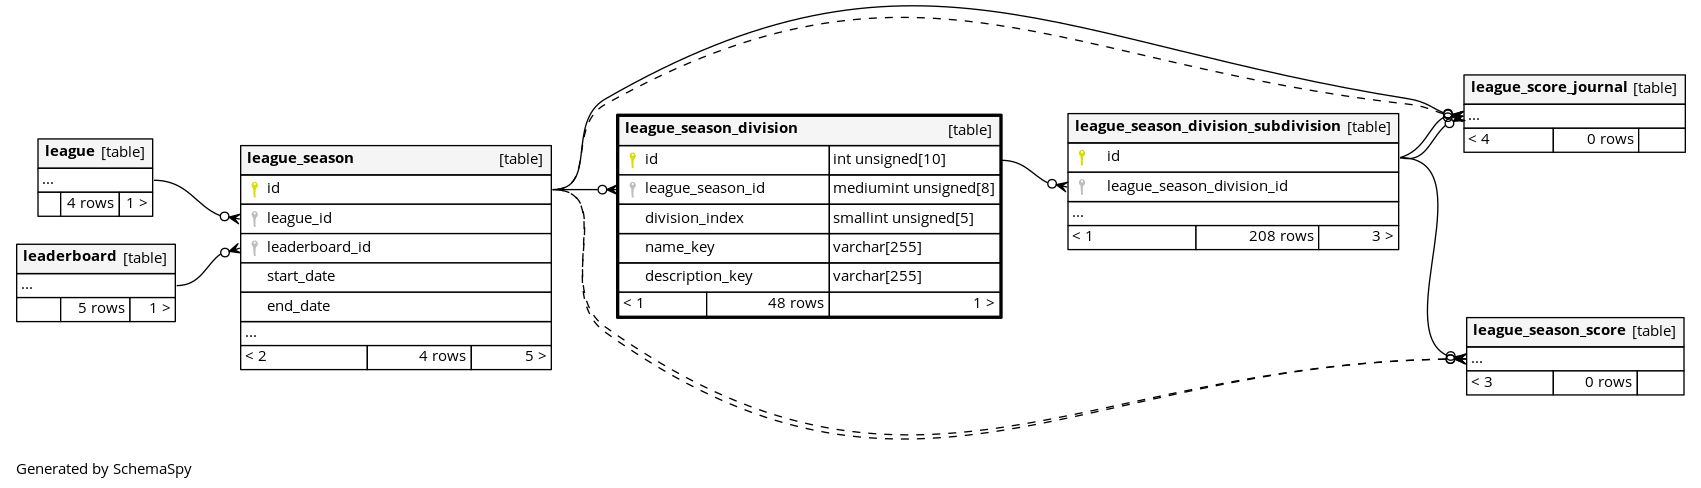 league [table]
...
4 rows 1 >
leaderboard [table]
...
5 rows 1 >
league_season [table]
id
league_id
leaderboard_id
start_date
end_date
...
< 2 4 rows 5 >
league_season_division [table]
id int unsigned[10]
league_season_id mediumint unsigned[8]
division_index smallint unsigned[5]
name_key varchar[255]
description_key varchar[255]
< 1 48 rows 1 >
league_season_division_subdivision [table]
id
league_season_division_id
...
< 1 208 rows 3 >
league_score_journal [table]
...
< 4 0 rows
league_season_score [table]
...
< 3 0 rows
Generated by SchemaSpy